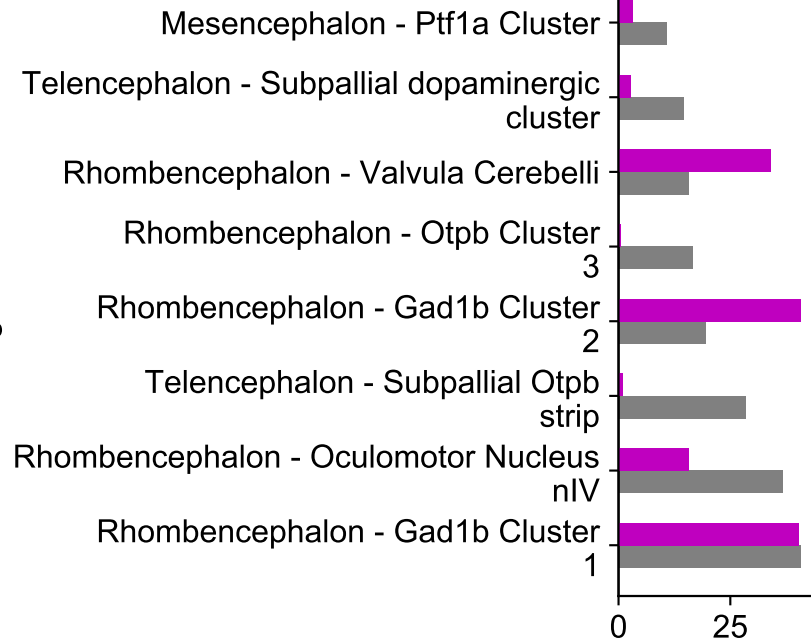 Mesencephalon - Ptf1a Cluster
Telencephalon - Subpallial dopaminergic
cluster
Rhombencephalon - Valvula Cerebelli
Rhombencephalon - Otpb Cluster
3
Rhombencephalon - Gad1b Cluster
2
Telencephalon - Subpallial Otpb
strip
Rhombencephalon - Oculomotor Nucleus
nIV
Rhombencephalon - Gad1b Cluster
1
0 25